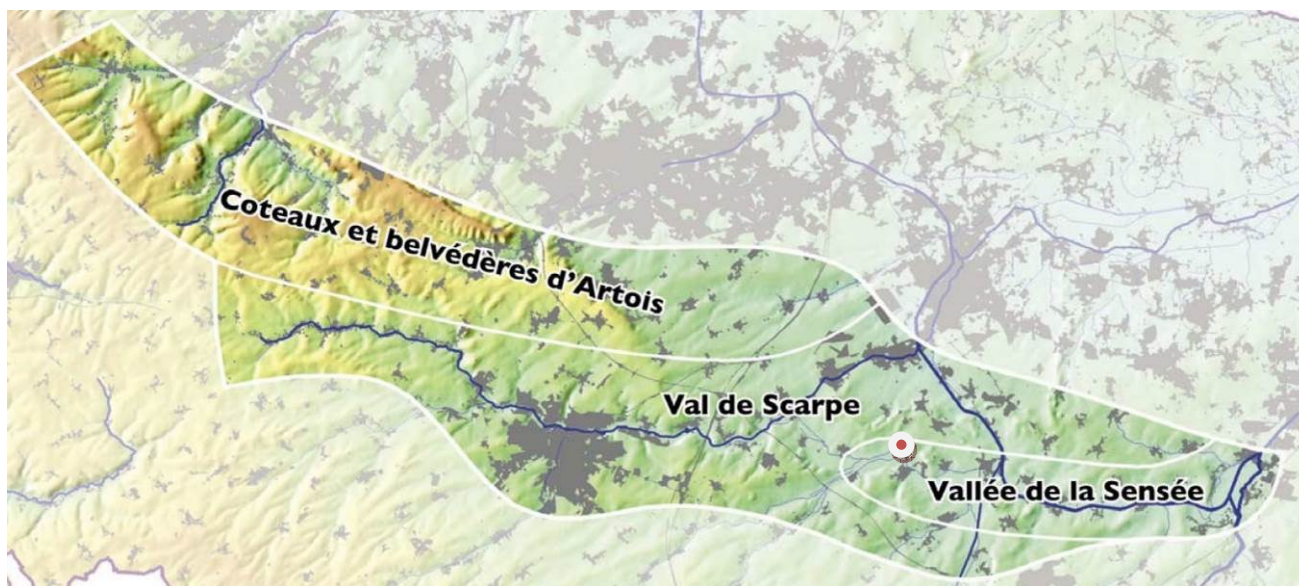 Coteaux et belvédères d'Artois
Val de Scarpe
Vallée de la Sensée